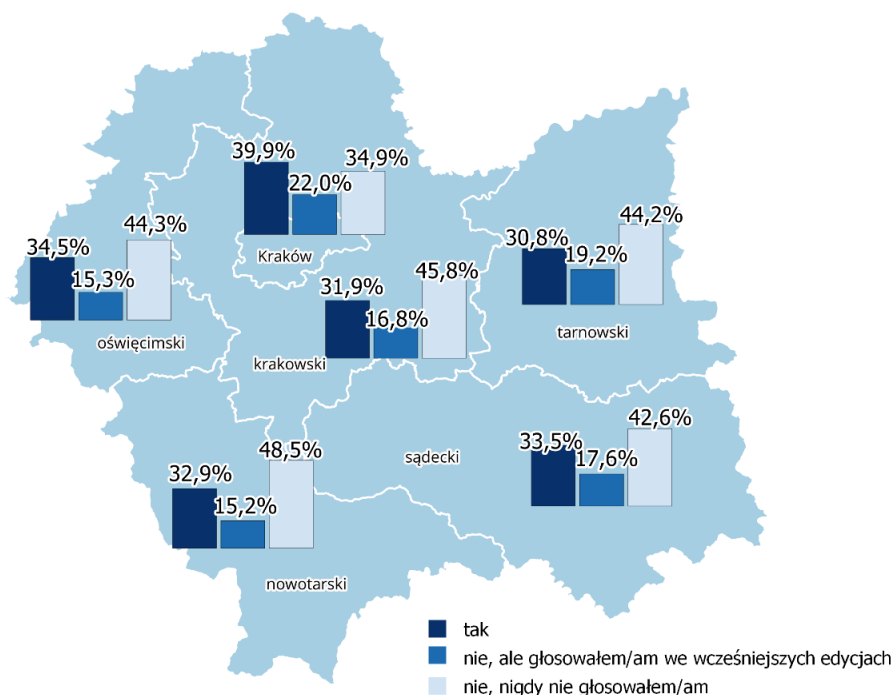 39,9%
22,0%
34,9%
Kraków
34,5%
15,3%
44,3%
oświęcimski
31,9%
16,8%
45,8%
krakowski
30,8%
19,2%
44,2%
tarnowski
32,9%
15,2%
48,5%
nowotarski
sądecki
33,5%
17,6%
42,6%
tak
nie, ale głosowałem/am we wcześniejszych edycjach
nie, nigdy nie głosowałem/am